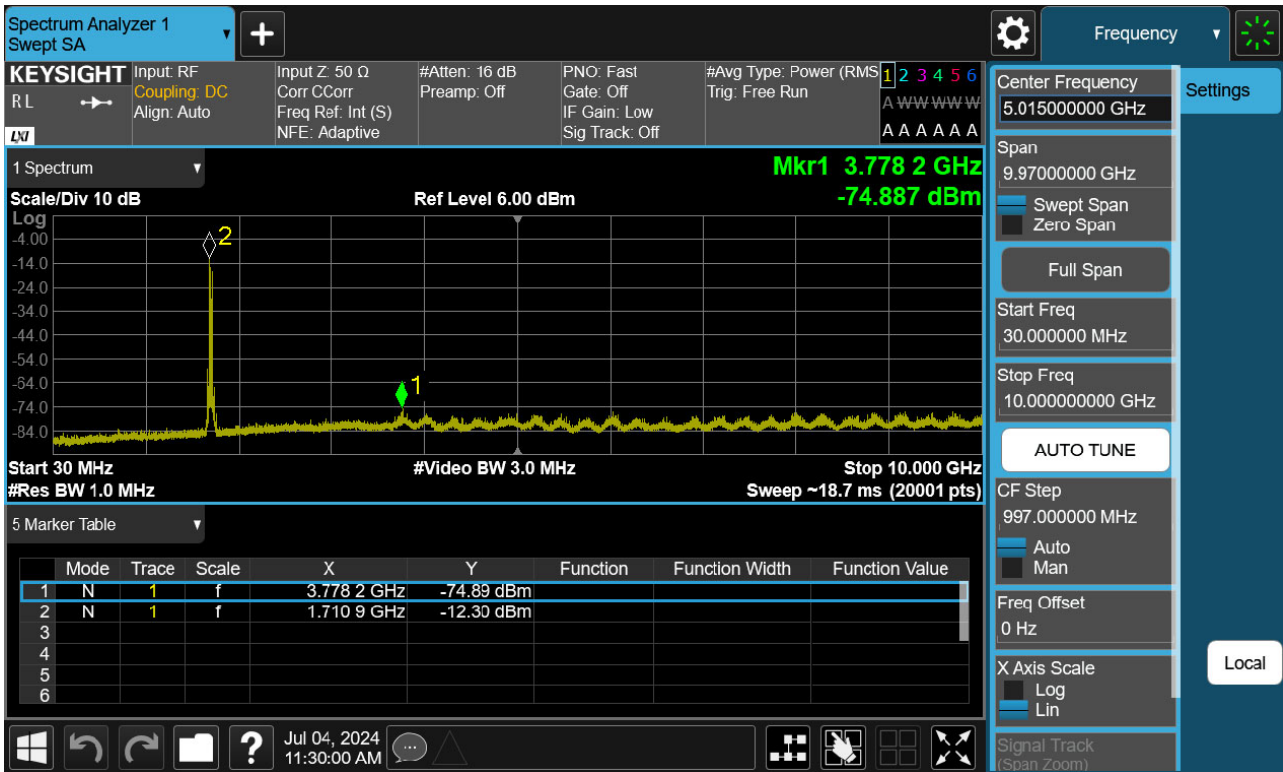 Spectrum Analyzer 1
Swept SA
Frequency
KEYSIGHT
R L
LXI
Input: RF
Coupling: DC
Align: Auto
Input Z: 50 Ω
Corr CCorr
Freq Ref: Int (S)
NFE: Adaptive
#Atten: 16 dB
Preamp: Off
PNO: Fast
Gate: Off
IF Gain: Low
Sig Track: Off
#Avg Type: Power (RMS
Trig: Free Run
1 2 3 4 5 6
A W W W W W
A A A A A A
1 Spectrum
Scale/Div 10 dB
Ref Level 6.00 dBm
Mkr1 3.778 2 GHz
-74.887 dBm
Log
-4.00
-14.0
-24.0
-34.0
-44.0
-54.0
-64.0
-74.0
-84.0
2
1
Start 30 MHz
#Video BW 3.0 MHz
Stop 10.000 GHz
#Res BW 1.0 MHz
Sweep ~18.7 ms (20001 pts)
5 Marker Table
Mode Trace Scale X Y Function Function Width Function Value
1 N 1 f 3.778 2 GHz -74.89 dBm
2 N 1 f 1.710 9 GHz -12.30 dBm
3
4
5
6
Jul 04, 2024
11:30:00 AM
Center Frequency
5.015000000 GHz
Span
9.97000000 GHz
Swept Span
Zero Span
Full Span
Start Freq
30.000000 MHz
Stop Freq
10.000000000 GHz
AUTO TUNE
CF Step
997.000000 MHz
Auto
Man
Freq Offset
0 Hz
X Axis Scale
Log
Lin
Signal Track
(Span Zoom)
Settings
Local